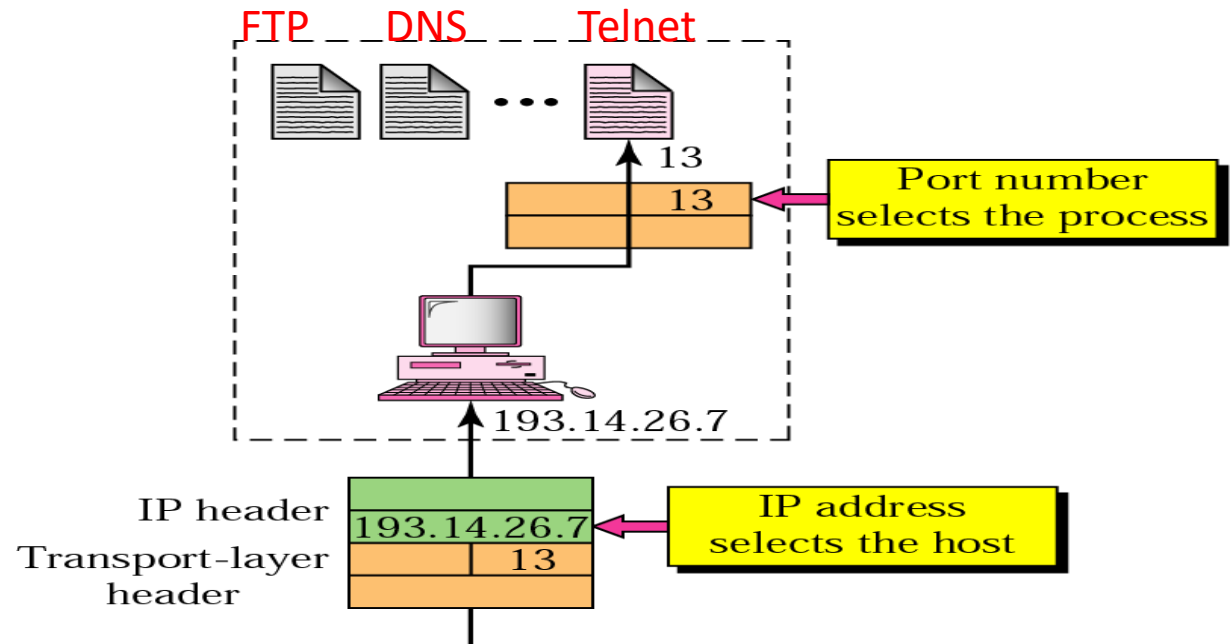 FTP DNS Telnet
13
13
Port number
selects the process
193.14.26.7
IP header
193.14.26.7
IP address
selects the host
Transport-layer
header
13